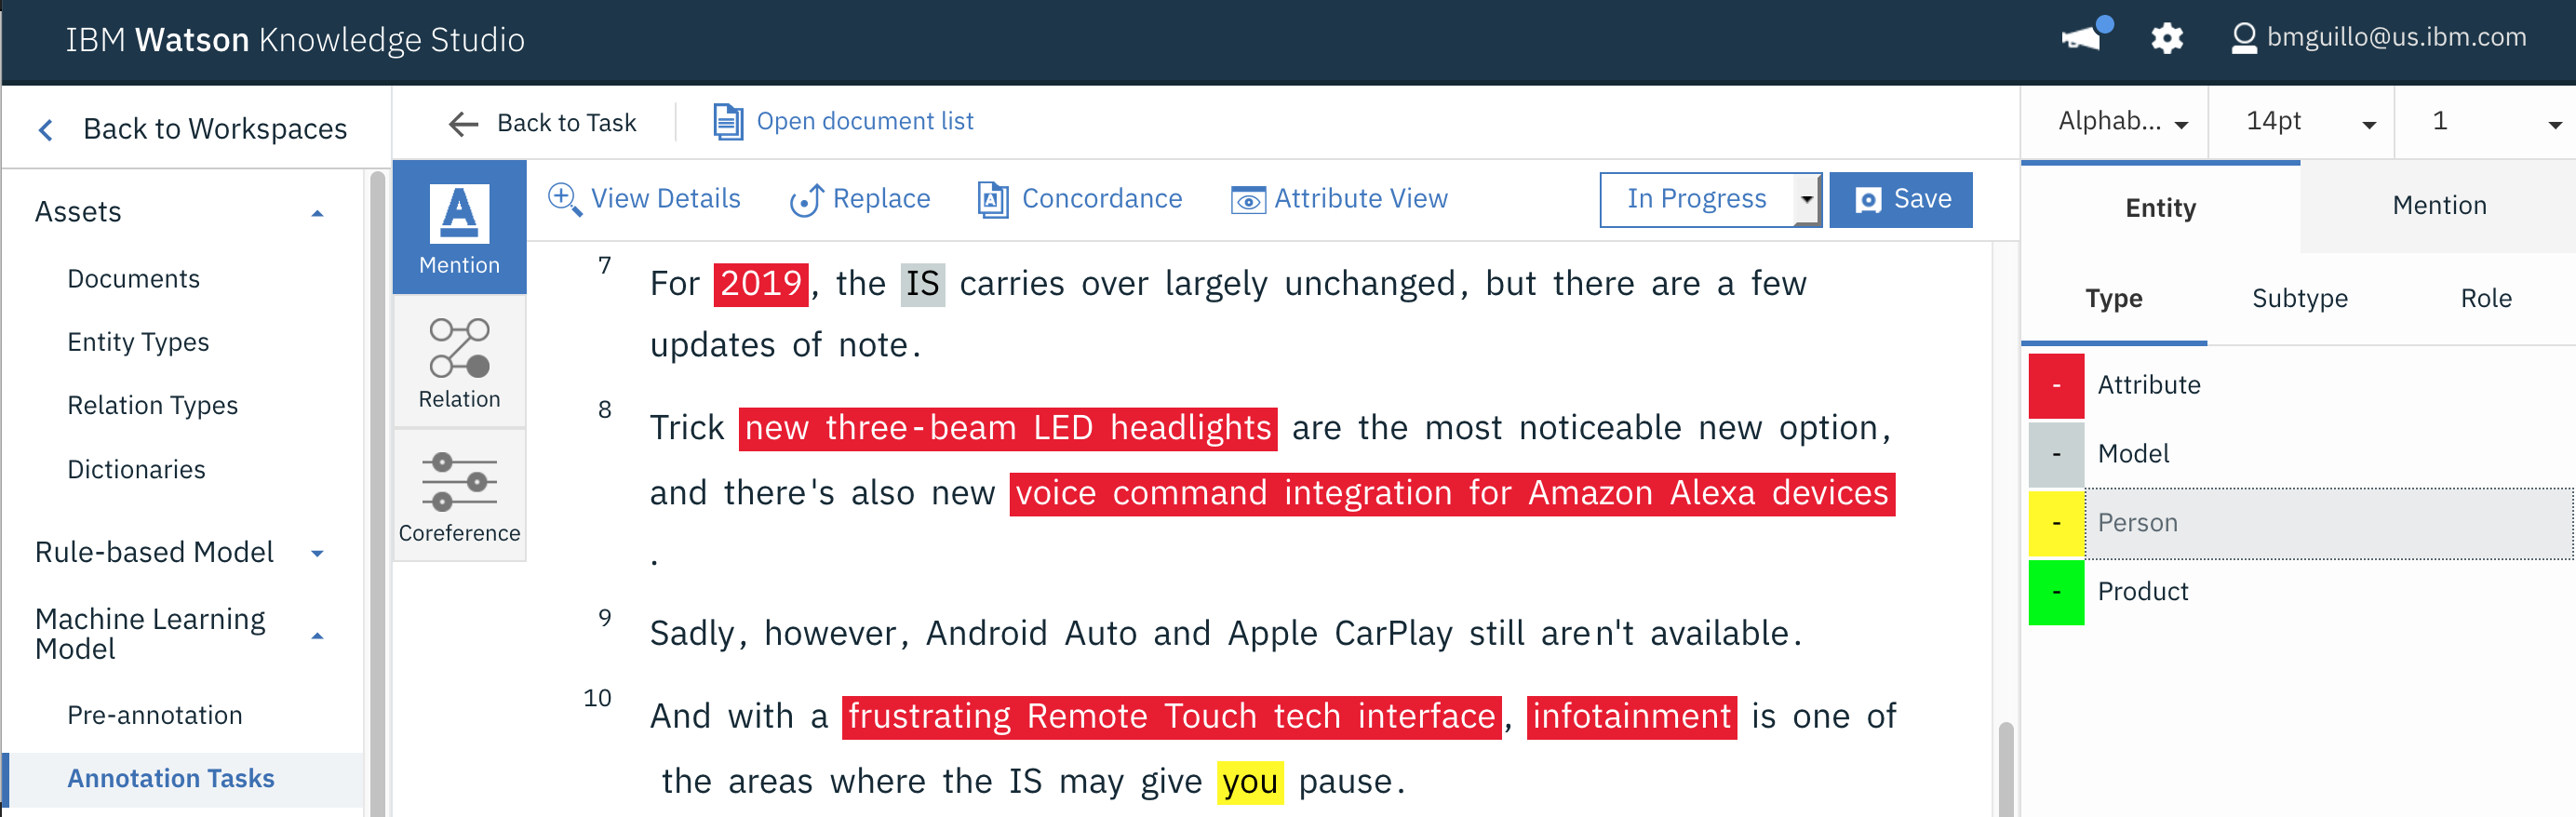 IBM Watson Knowledge Studio
bmguillo@us.ibm.com
Back to Workspaces
Back to Task
Open document list
Alphab...
14pt
1
Assets
Documents
Entity Types
Relation Types
Dictionaries
Rule-based Model
Machine Learning
Model
Pre-annotation
Annotation Tasks
A
Mention
Relation
Coreference
View Details
Replace
Concordance
Attribute View
In Progress
Save
7 For 2019, the IS carries over largely unchanged, but there are a few
updates of note.
8 Trick new three-beam LED headlights are the most noticeable new option,
and there's also new voice command integration for Amazon Alexa devices
.
9 Sadly, however, Android Auto and Apple CarPlay still aren't available.
10 And with a frustrating Remote Touch tech interface, infotainment is one of
the areas where the IS may give you pause.
Entity
Mention
Type
Subtype
Role
- Attribute
- Model
- Person
- Product